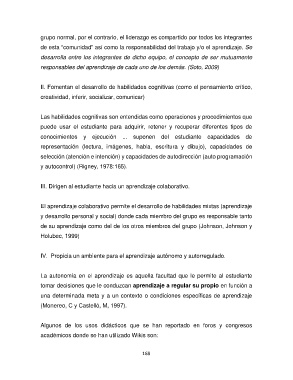 grupo normal, por el contrario, el liderazgo es compartido por todos los integrantes
de esta "comunidad" así como la responsabilidad del trabajo y/o el aprendizaje. Se
desarrolla entre los integrantes de dicho equipo, el concepto de ser mutuamente
responsables del aprendizaje de cada uno de los demás. (Soto, 2009)
II. Fomentan el desarrollo de habilidades cognitivas (como el pensamiento crítico,
creatividad, inferir, socializar, comunicar)
Las habilidades cognitivas son entendidas como operaciones y procedimientos que
puede usar el estudiante para adquirir, retener y recuperar diferentes tipos de
conocimientos y ejecución ... suponen del estudiante capacidades de
representación (lectura, imágenes, habla, escritura y dibujo), capacidades de
selección (atención e intención) y capacidades de autodirección (auto programación
y autocontrol) (Rigney, 1978:165).
III. Dirigen al estudiante hacia un aprendizaje colaborativo.
El aprendizaje colaborativo permite el desarrollo de habilidades mixtas (aprendizaje
y desarrollo personal y social) donde cada miembro del grupo es responsable tanto
de su aprendizaje como del de los otros miembros del grupo (Johnson, Johnson y
Holubec, 1999)
IV. Propicia un ambiente para el aprendizaje autónomo y autorregulado.
La autonomía en el aprendizaje es aquella facultad que le permite al estudiante
tomar decisiones que le conduzcan aprendizaje a regular su propio en función a
una determinada meta y a un contexto o condiciones específicas de aprendizaje
(Monereo, C y Castelló, M, 1997).
Algunos de los usos didácticos que se han reportado en foros y congresos
académicos donde se han utilizado Wikis son: